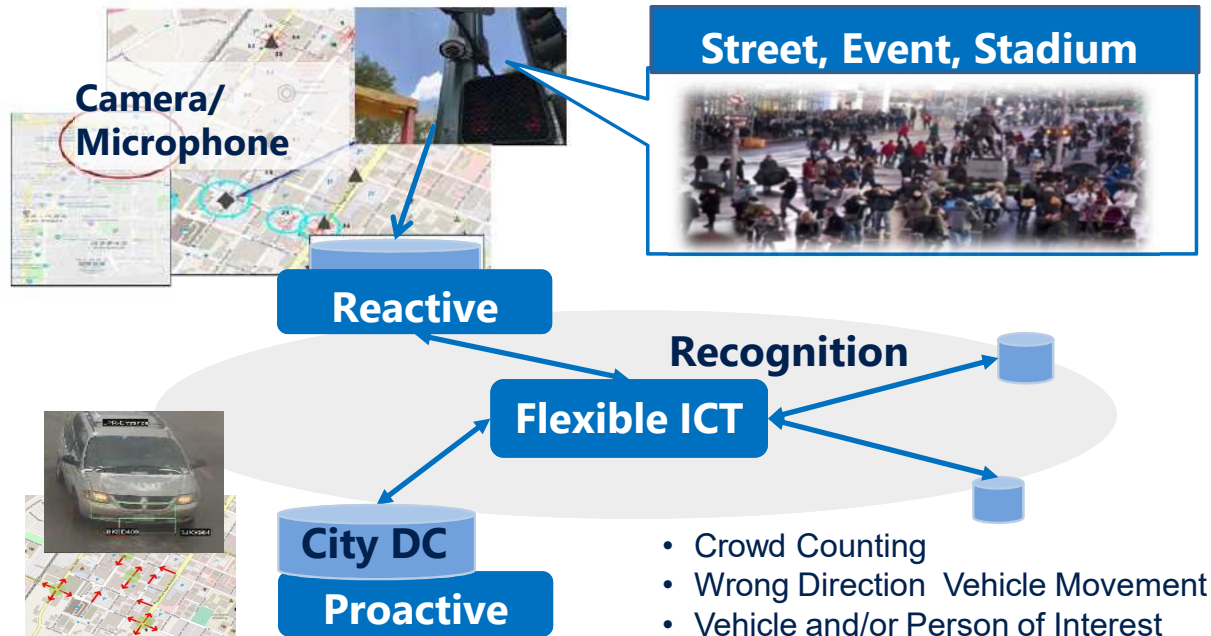 Camera/
Microphone
Street, Event, Stadium
Reactive
Recognition
Flexible ICT
City DC
Proactive
• Crowd Counting
• Wrong Direction Vehicle Movement
• Vehicle and/or Person of Interest